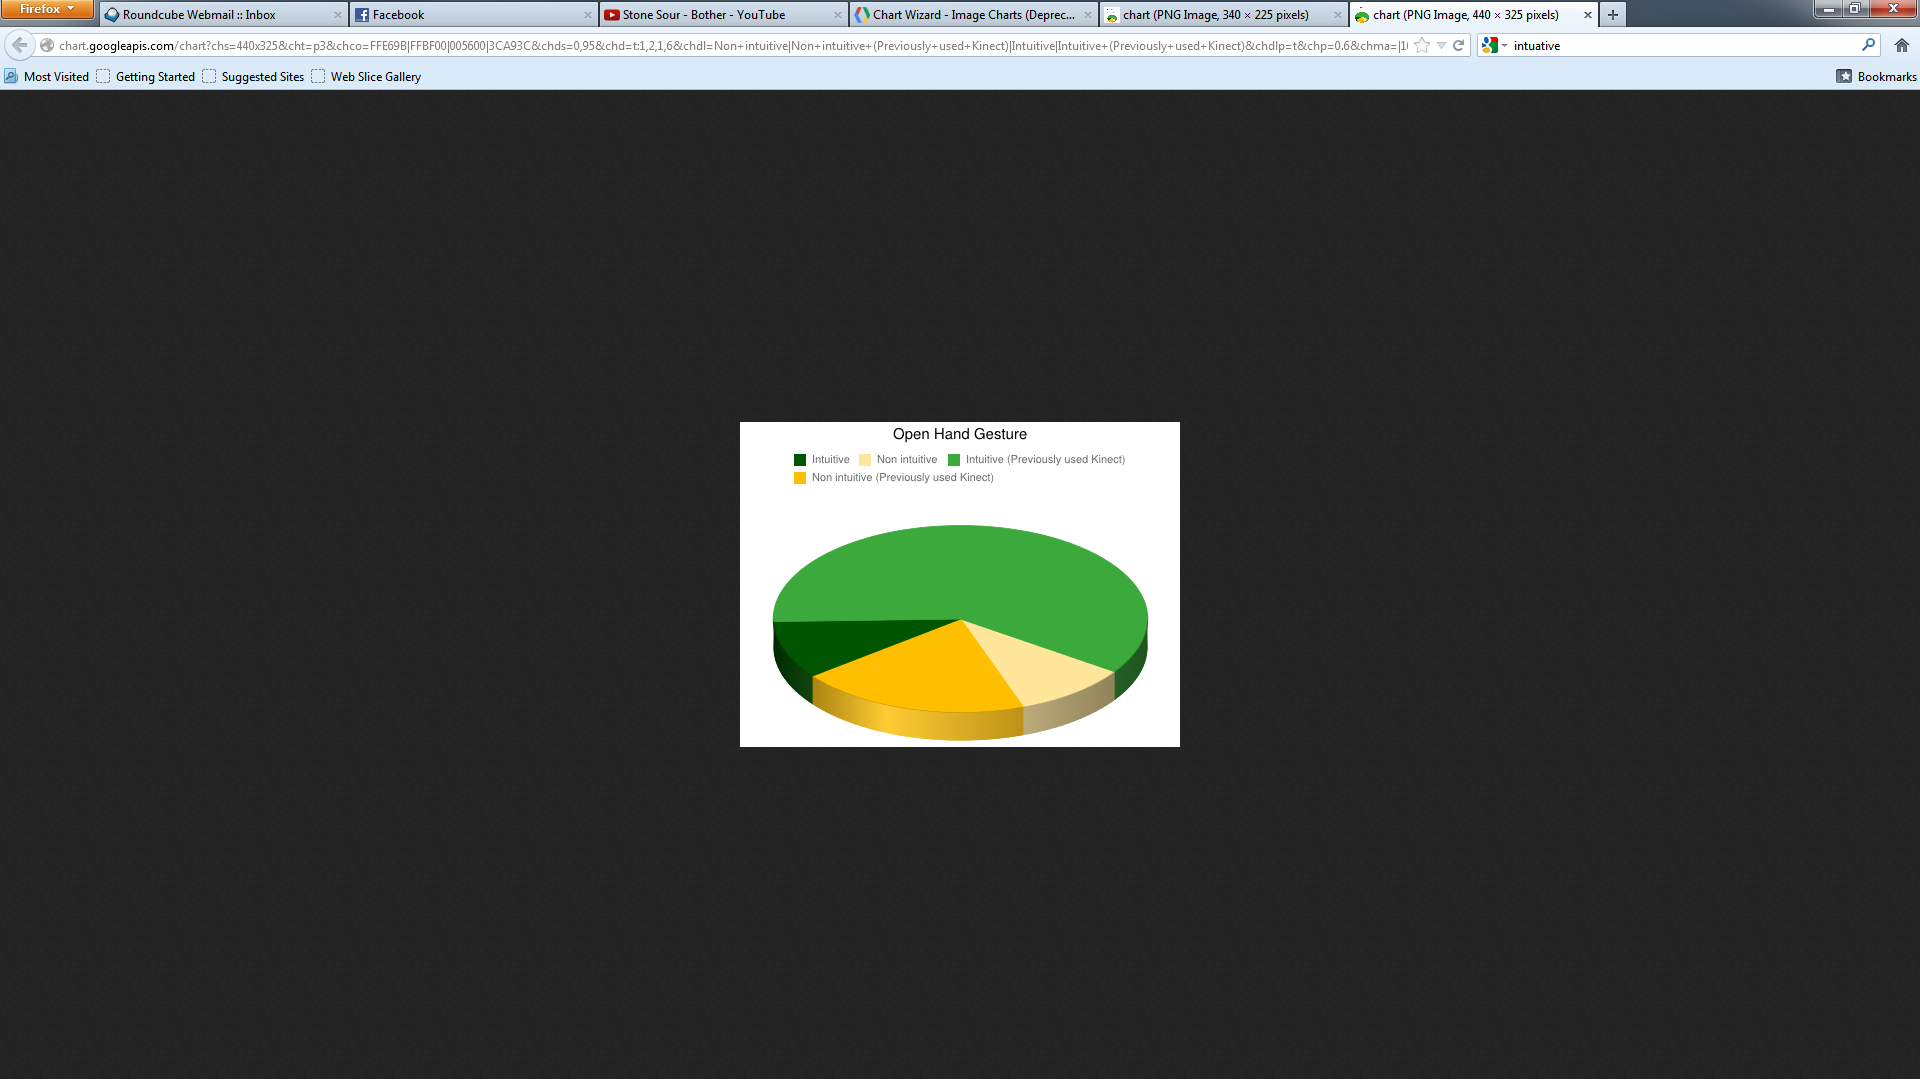 Firefox
Roundcube Webmail :: Inbox
Facebook
Stone Sour - Bother - YouTube
Chart Wizard - Image Charts (Deprec...
chart (PNG Image, 340 × 225 pixels)
chart (PNG Image, 440 × 325 pixels)
chart.googleapis.com/chart?chs=440x325&cht=p3&chco=FFE69B|FFBF00|005600|3CA93C&chds=0,95&chd=t:1,2,1,6&chdl=Non+intuitive|Non+intuitive+(Previously+used+Kinect)|Intuitive|Intuitive+(Previously+used+Kinect)&chdlp=t&chp=0.6&chma=|1
intuative
Most Visited Getting Started Suggested Sites Web Slice Gallery Bookmarks
Open Hand Gesture
Intuitive Non intuitive Intuitive (Previously used Kinect)
Non intuitive (Previously used Kinect)